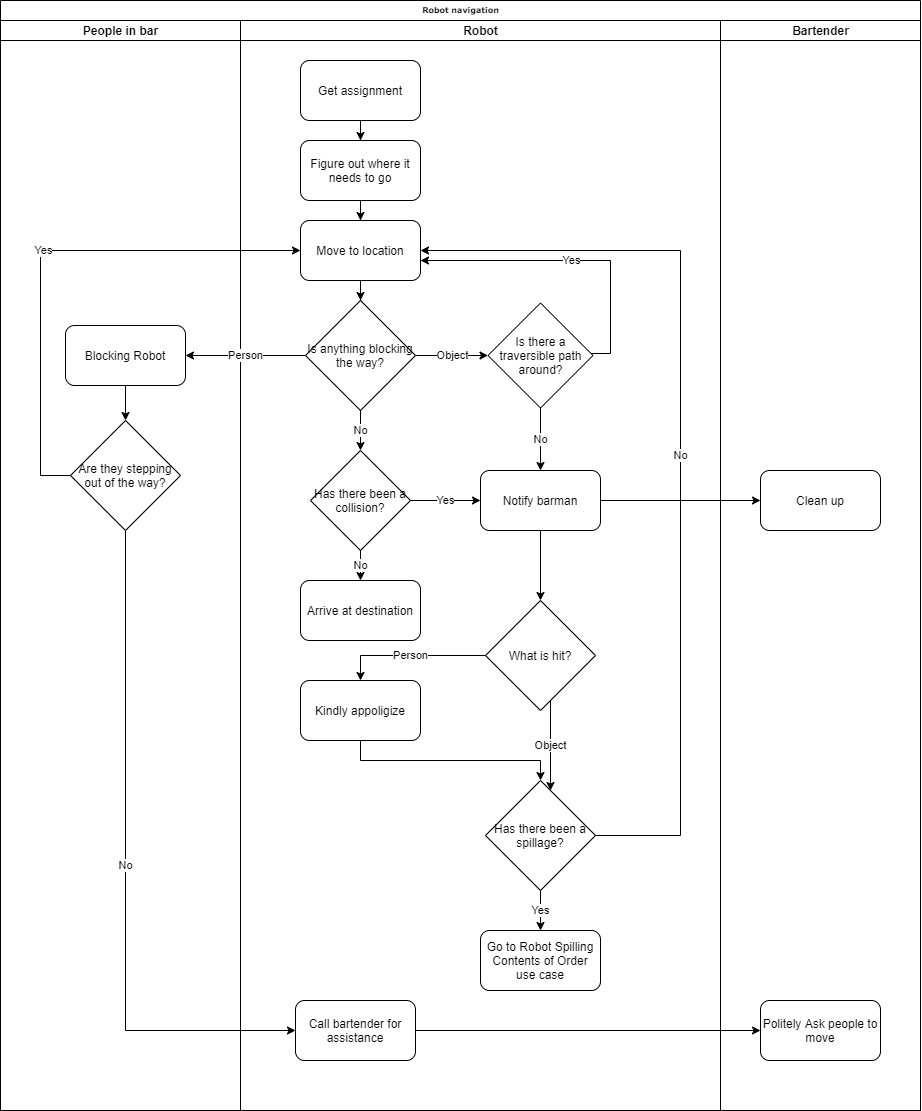 Robot navigation
People in bar
Robot
Bartender
Get assignment
Figure out where it
needs to go
Yes
Move to location
Yes
Blocking Robot
Person
Is anything blocking
the way?
Object
Is there a
traversible path
around?
No
No
No
Are they stepping
out of the way?
Has there been a
collision?
Yes
Notify barman
Clean up
No
Arrive at destination
Person
What is hit?
Kindly appoligize
Object
Has there been a
spillage?
No
Yes
Go to Robot Spilling
Contents of Order
use case
Call bartender for
assistance
Politely Ask people to
move